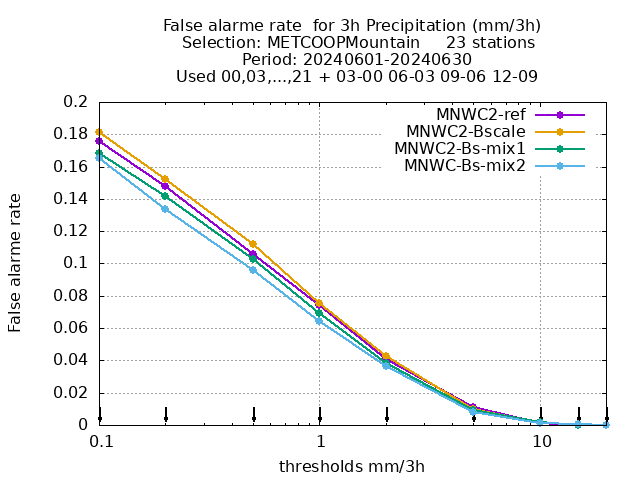 False alarme rate  for 3h Precipitation (mm/3h)
Selection: METCOOPMountain     23 stations
Period: 20240601-20240630
Used 00,03,...,21 + 03-00 06-03 09-06 12-09
MNWC2-ref
MNWC2-Bscale
MNWC2-Bs-mix1
MNWC-Bs-mix2
False alarme rate
0.2
0.18
0.16
0.14
0.12
0.1
0.08
0.06
0.04
0.02
0
0.1 1 10
thresholds mm/3h